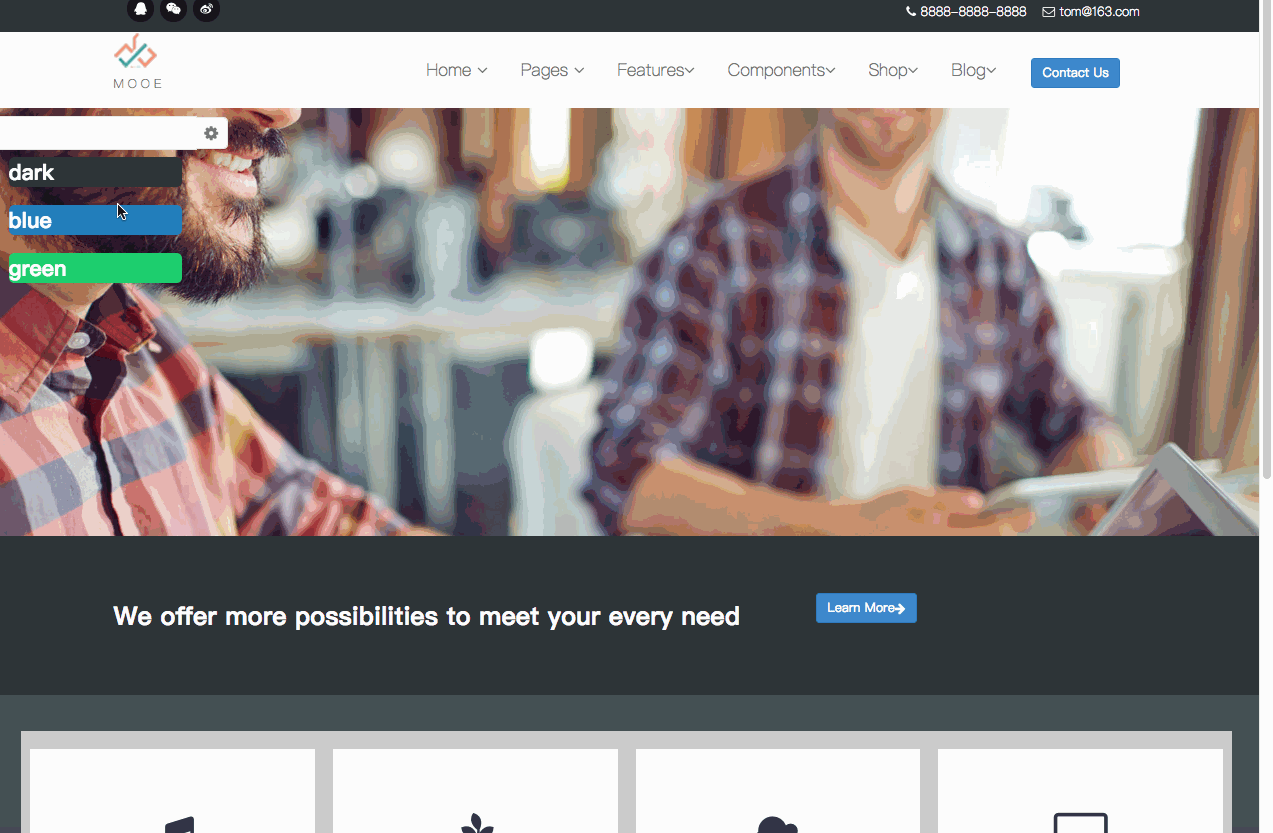 8888-8888-8888 tom@163.com
MOOE
Home Pages Features Components Shop Blog Contact Us
dark
blue
green
We offer more possibilities to meet your every need
Learn More